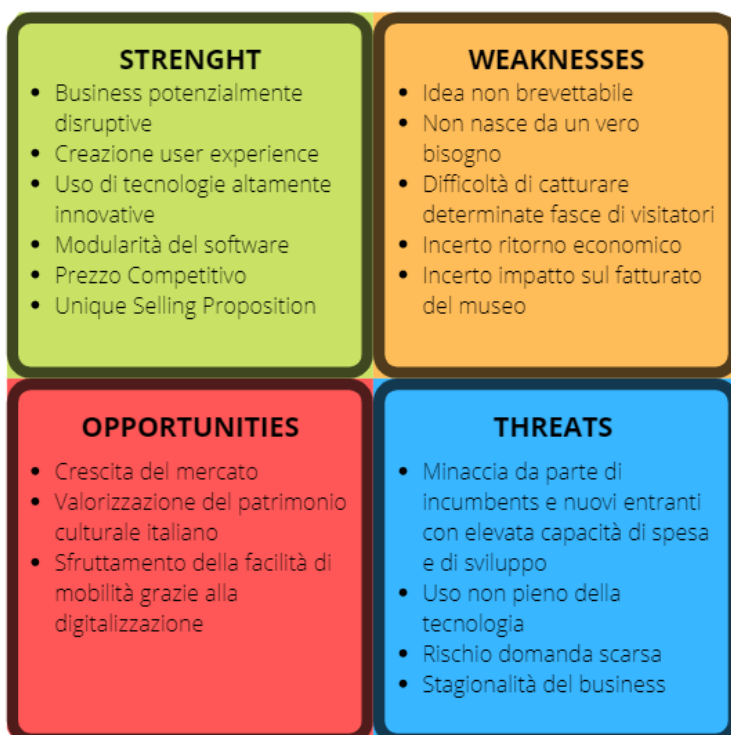 STRENGHT
• Business potenzialmente
disruptive
• Creazione user experience
• Uso di tecnologie altamente
innovative
• Modularità del software
• Prezzo Competitivo
• Unique Selling Proposition
WEAKNESSES
• Idea non brevettabile
• Non nasce da un vero
bisogno
• Difficoltà di catturare
determinate fasce di visitatori
• Incerto ritorno economico
• Incerto impatto sul fatturato
del museo
OPPORTUNITIES
• Crescita del mercato
• Valorizzazione del patrimonio
culturale italiano
• Sfruttamento della facilità di
mobilità grazie alla
digitalizzazione
THREATS
• Minaccia da parte di
incumbents e nuovi entranti
con elevata capacità di spesa
e di sviluppo
• Uso non pieno della
tecnologia
• Rischio domanda scarsa
• Stagionalità del business